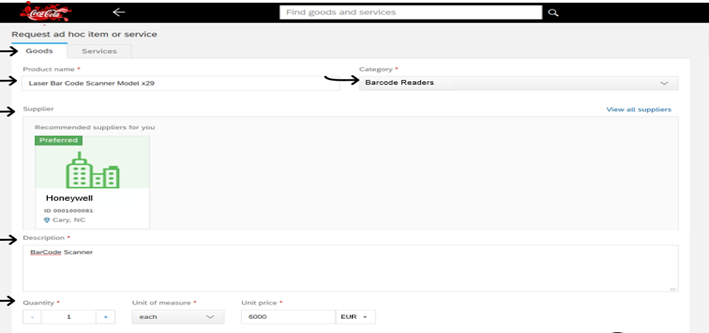 Coca-Cola
Find goods and services
Request ad hoc item or service
Goods Services
Product name * Category *
Laser Bar Code Scanner Model x29 Barcode Readers
Supplier View all suppliers
Recommended suppliers for you
Preferred
Honeywell
ID 0001000081
Cary, NC
Description *
BarCode Scanner
Quantity * Unit of measure * Unit price *
- 1 + each 6000 EUR